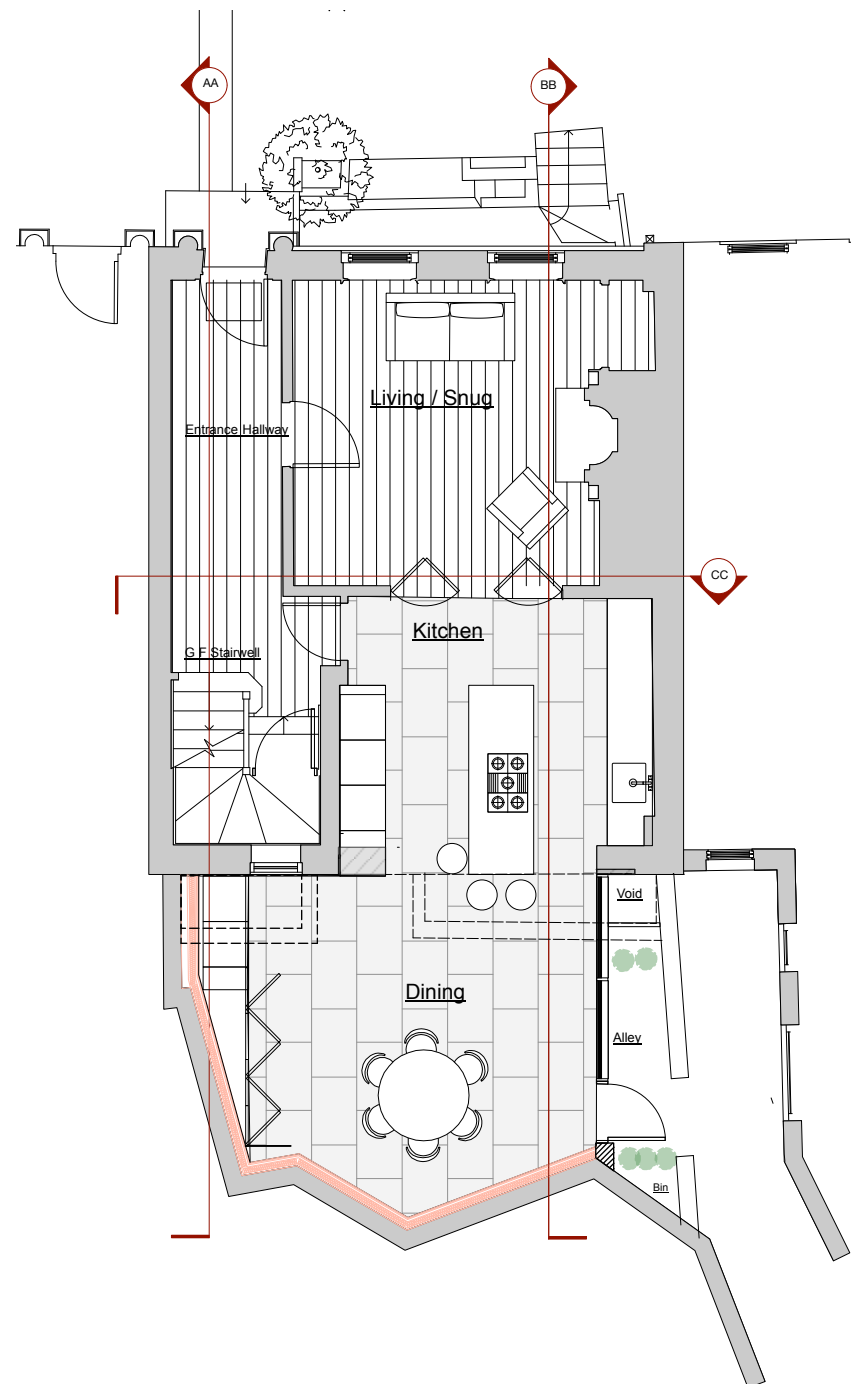 AA
BB
Living / Snug
Entrance Hallway
CC
Kitchen
G F Stairwell
Void
Dining
Alley
Bin